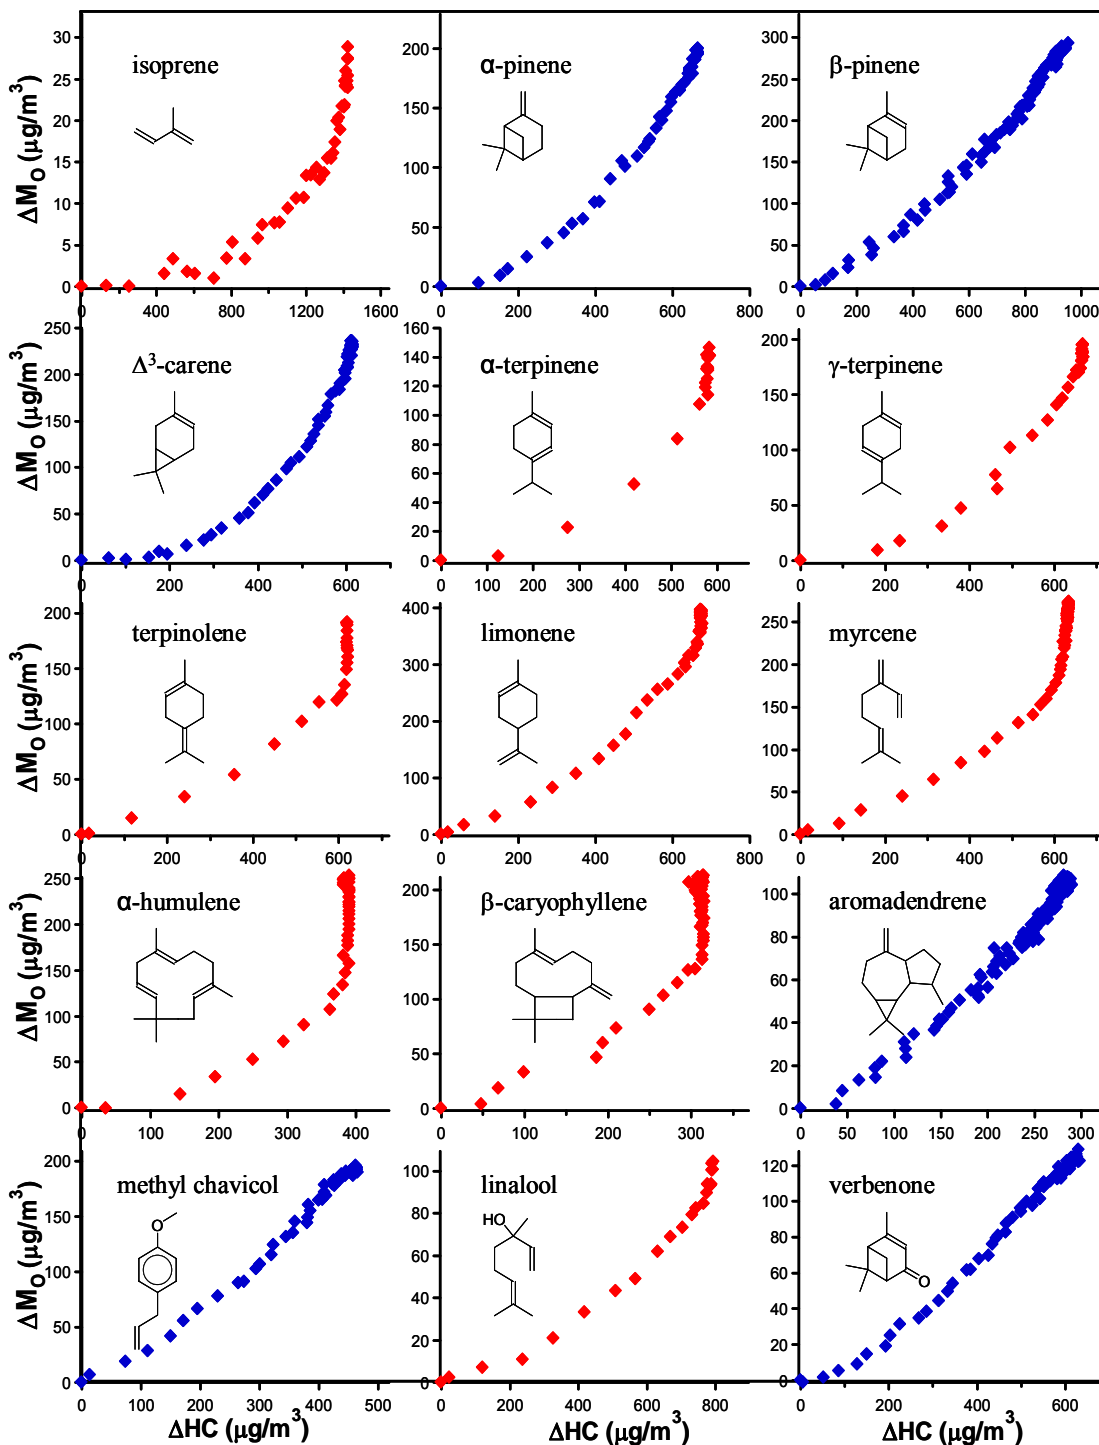 isoprene
ΔM_O (μg/m³)
30
25
20
15
10
5
0
0 400 800 1200 1600
α-pinene
200
150
100
50
0
0 200 400 600 800
β-pinene
300
250
200
150
100
50
0
0 200 400 600 800 1000
Δ³-carene
ΔM_O (μg/m³)
250
200
150
100
50
0
0 200 400 600
α-terpinene
160
140
120
100
80
60
40
20
0
0 100 200 300 400 500 600
γ-terpinene
200
150
100
50
0
0 200 400 600
terpinolene
ΔM_O (μg/m³)
200
150
100
50
0
0 200 400 600
limonene
400
300
200
100
0
0 200 400 600 800
myrcene
250
200
150
100
50
0
0 200 400 600
α-humulene
ΔM_O (μg/m³)
250
200
150
100
50
0
0 100 200 300 400
β-caryophyllene
200
150
100
50
0
0 100 200 300
aromadendrene
100
80
60
40
20
0
0 50 100 150 200 250 300
methyl chavicol
O
ΔM_O (μg/m³)
200
150
100
50
0
0 100 200 300 400 500
ΔHC (μg/m³)
linalool
HO
100
80
60
40
20
0
0 200 400 600 800
ΔHC (μg/m³)
verbenone
O
120
100
80
60
40
20
0
0 200 400 600
ΔHC (μg/m³)